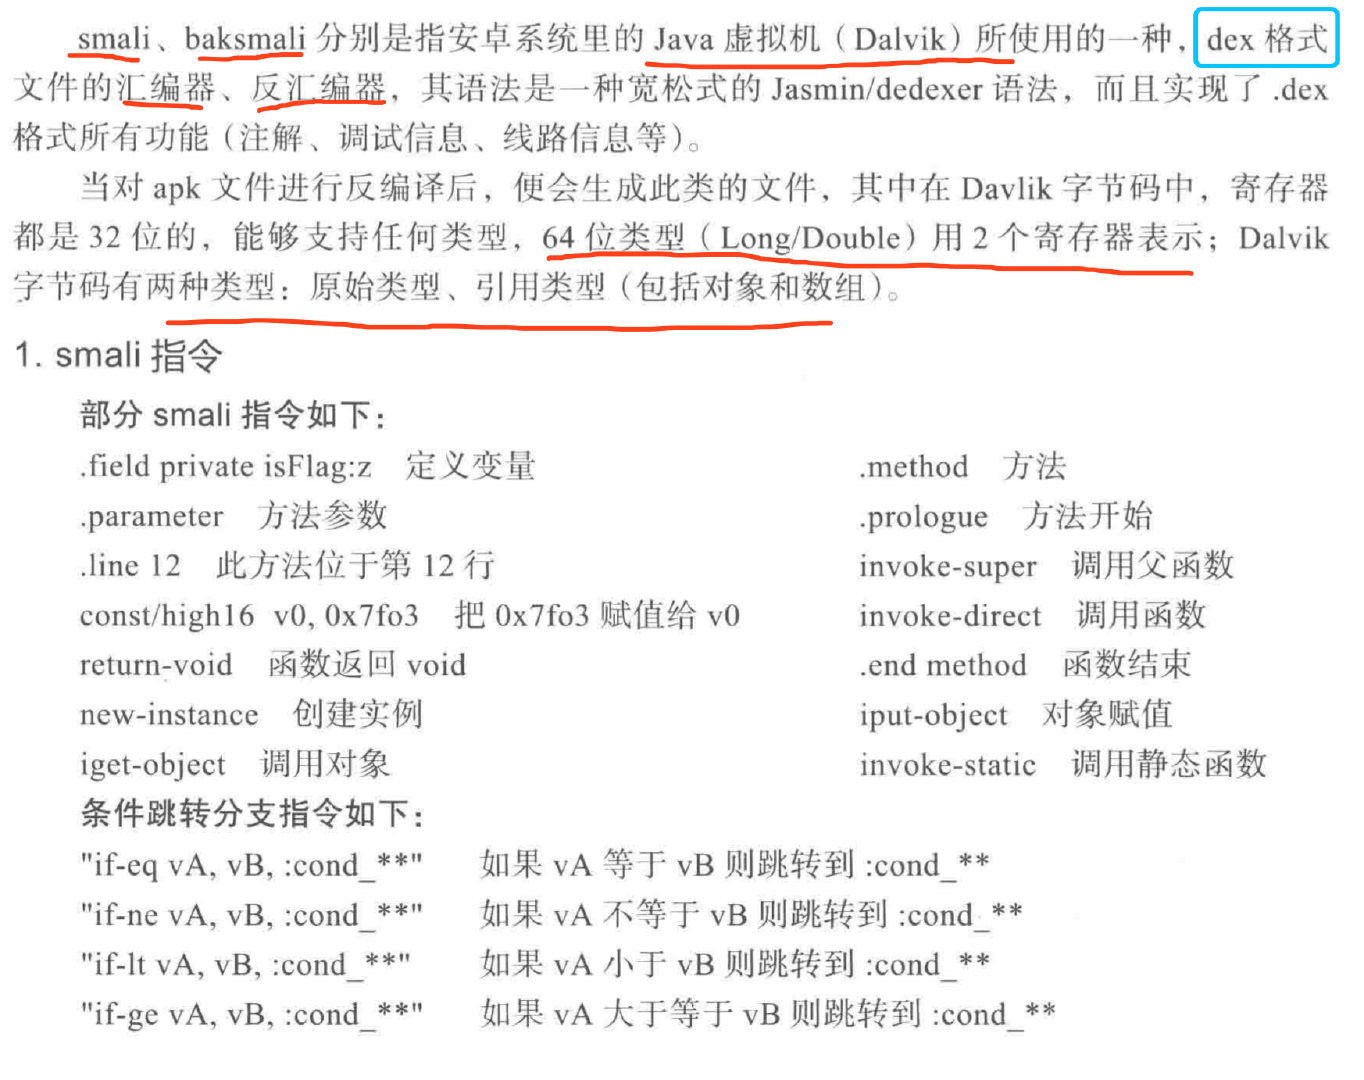 smali、baksmali 分别是指安卓系统里的 Java 虚拟机（Dalvik）所使用的一种，dex 格式
文件的汇编器、反汇编器，其语法是一种宽松式的 Jasmin/dedexer 语法，而且实现了 .dex
格式所有功能（注解、调试信息、线路信息等）。
当对 apk 文件进行反编译后，便会生成此类的文件，其中在 Davlik 字节码中，寄存器
都是 32 位的，能够支持任何类型，64 位类型（Long/Double）用 2 个寄存器表示；Dalvik
字节码有两种类型：原始类型、引用类型（包括对象和数组）。
1. smali 指令
部分 smali 指令如下：
.field private isFlag:z 定义变量 .method 方法
.parameter 方法参数 .prologue 方法开始
.line 12 此方法位于第 12 行 invoke-super 调用父函数
const/high16 v0, 0x7fo3 把 0x7fo3 赋值给 v0 invoke-direct 调用函数
return-void 函数返回 void .end method 函数结束
new-instance 创建实例 iput-object 对象赋值
iget-object 调用对象 invoke-static 调用静态函数
条件跳转分支指令如下：
"if-eq vA, vB, :cond_**" 如果 vA 等于 vB 则跳转到 :cond_**
"if-ne vA, vB, :cond_**" 如果 vA 不等于 vB 则跳转到 :cond_**
"if-lt vA, vB, :cond_**" 如果 vA 小于 vB 则跳转到 :cond_**
"if-ge vA, vB, :cond_**" 如果 vA 大于等于 vB 则跳转到 :cond_**